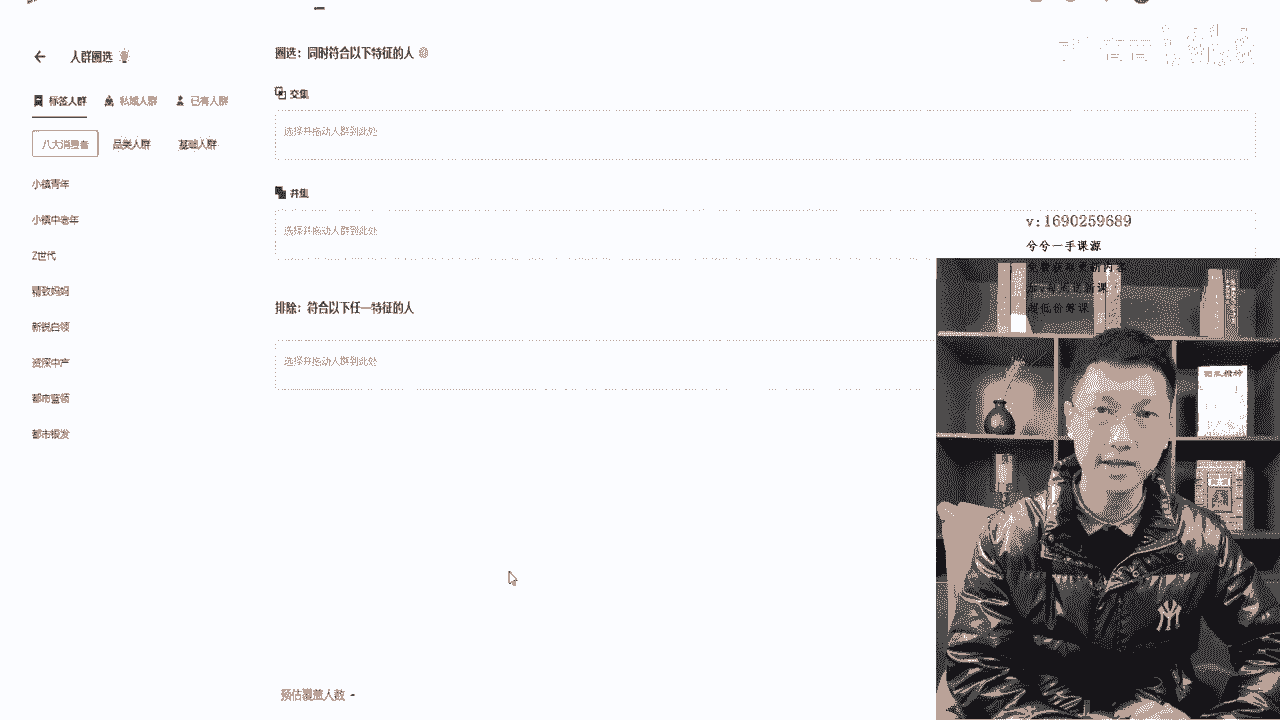 人群圈选
标签人群 私域人群 已有人群
八大消费者 品类人群 基础人群
小镇青年
小镇中老年
Z世代
精致妈妈
新锐白领
资深中产
都市蓝领
都市银发
圈选：同时符合以下特征的人
交集
选择并拖动人群到此处
并集
选择并拖动人群到此处
排除：符合以下任一特征的人
选择并拖动人群到此处
预估覆盖人数 -
v:1690259689
兮兮一手课源
超低价筹课
NY